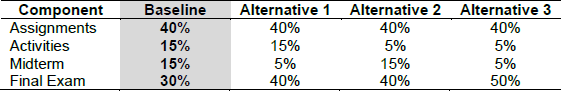 Component Baseline Alternative 1 Alternative 2 Alternative 3
Assignments 40% 40% 40% 40%
Activities 15% 15% 5% 5%
Midterm 15% 5% 15% 5%
Final Exam 30% 40% 40% 50%